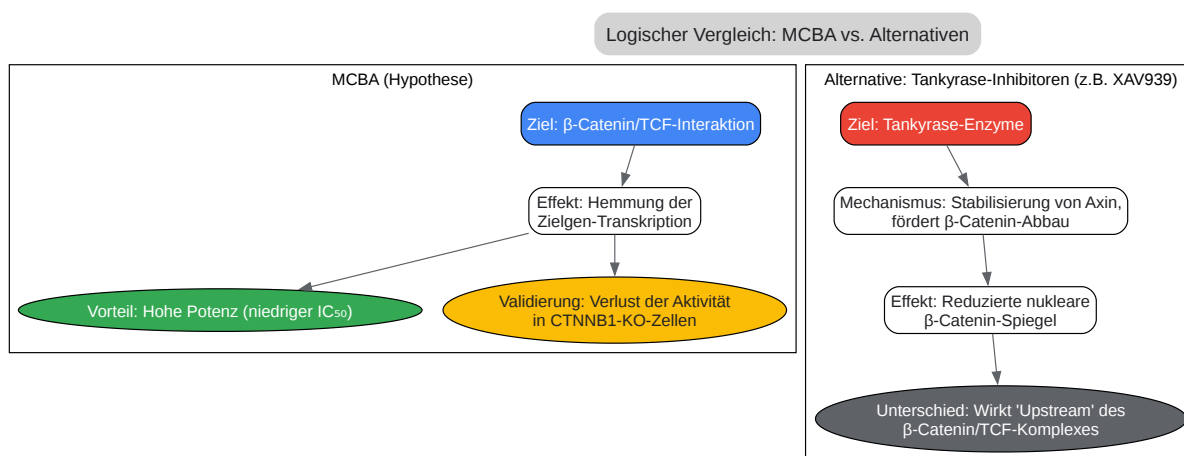 Logischer Vergleich: MCBA vs. Alternativen
MCBA (Hypothese)
Ziel: β-Catenin/TCF-Interaktion
Effekt: Hemmung der
Zielgen-Transkription
Vorteil: Hohe Potenz (niedriger IC₅₀)
Validierung: Verlust der Aktivität
in CTNNB1-KO-Zellen
Alternative: Tankyrase-Inhibitoren (z.B. XAV939)
Ziel: Tankyrase-Enzyme
Mechanismus: Stabilisierung von Axin,
fördert β-Catenin-Abbau
Effekt: Reduzierte nukleare
β-Catenin-Spiegel
Unterschied: Wirkt 'Upstream' des
β-Catenin/TCF-Komplexes